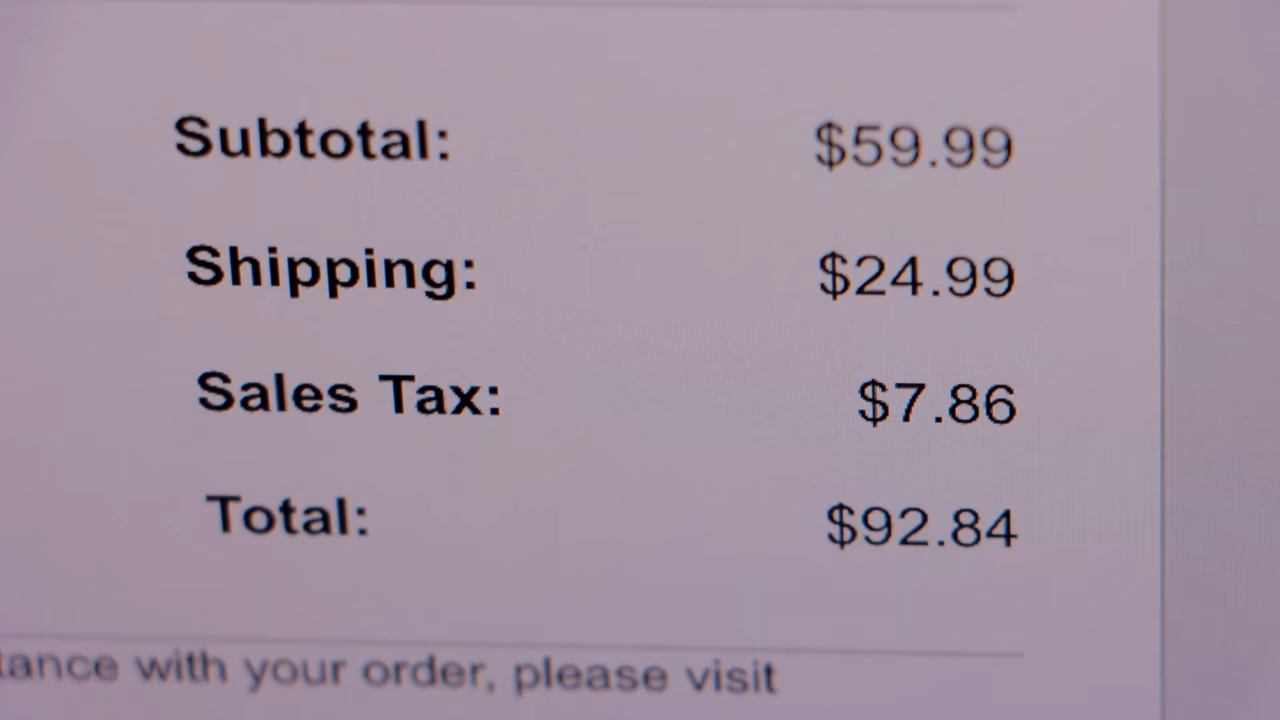 Subtotal: $59.99
Shipping: $24.99
Sales Tax: $7.86
Total: $92.84
with your order, please visit